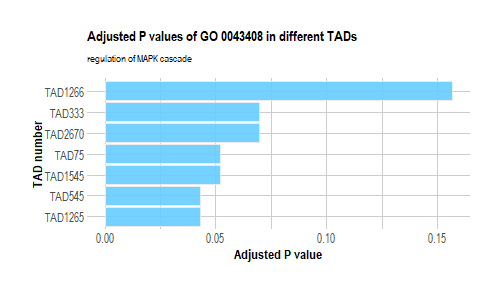 Adjusted P values of GO 0043408 in different TADs
regulation of MAPK cascade
TAD1266
TAD333
TAD2670
TAD75
TAD1545
TAD545
TAD1265
TAD number
0.00 0.05 0.10 0.15
Adjusted P value